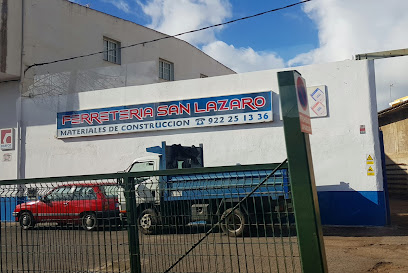 FERRETERIA SAN LAZARO
MATERIALES DE CONSTRUCCION ☎ 922 25 13 36